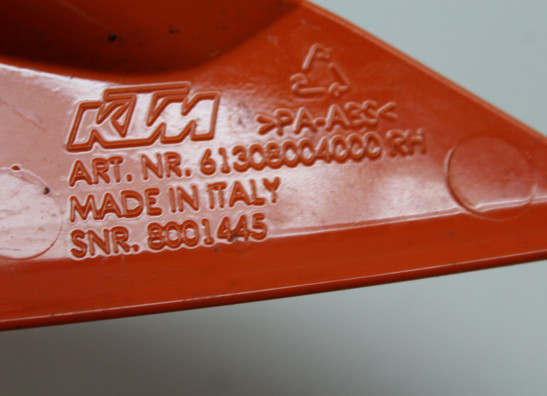 KTM
>PA-ABS<
ART. NR. 61308004000 RH
MADE IN ITALY
SNR. 8001445